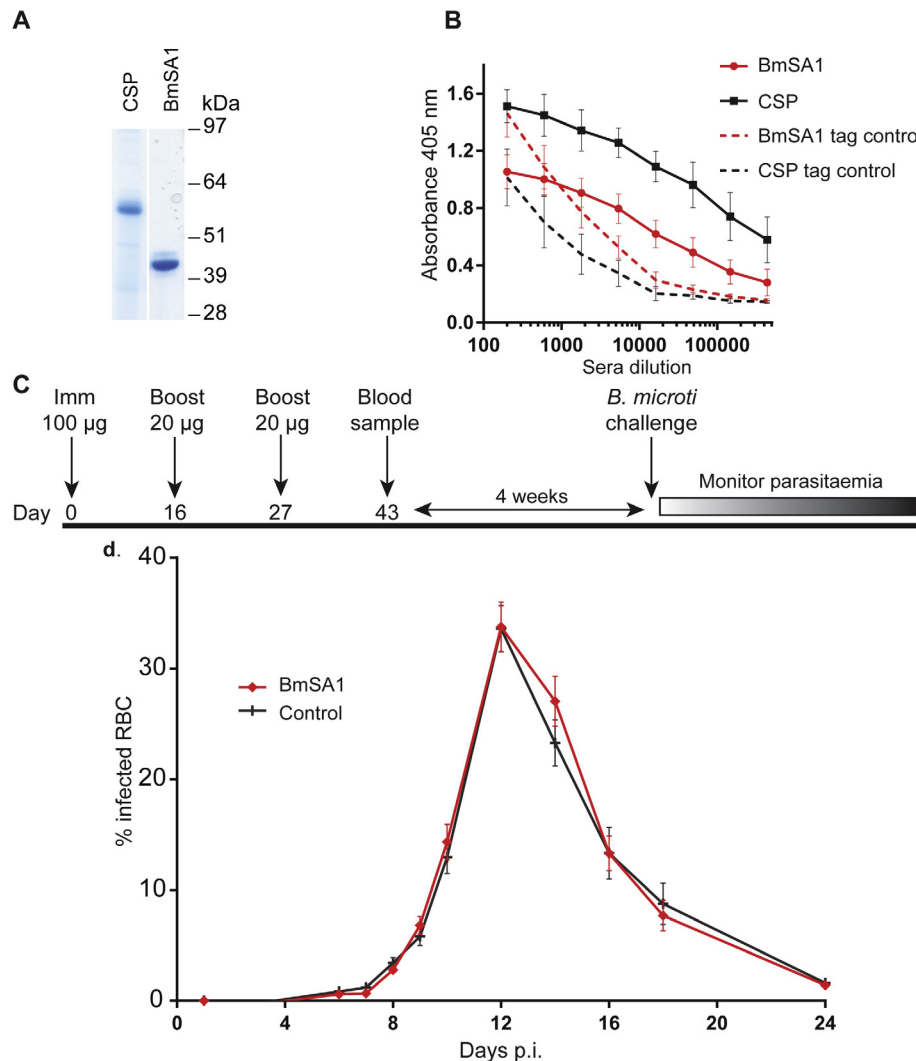 A
CSP
BmSA1
kDa
–97
–64
–51
–39
–28
B
BmSA1
CSP
BmSA1 tag control
CSP tag control
Absorbance 405 nm
1.6
1.2
0.8
0.4
0.0
100 1000 10000 100000
Sera dilution
C
Imm
100 µg
Boost
20 µg
Boost
20 µg
Blood
sample
B. microti
challenge
4 weeks
Monitor parasitaemia
Day 0 16 27 43
d.
% infected RBC
40
30
20
10
0
BmSA1
Control
0 4 8 12 16 20 24
Days p.i.